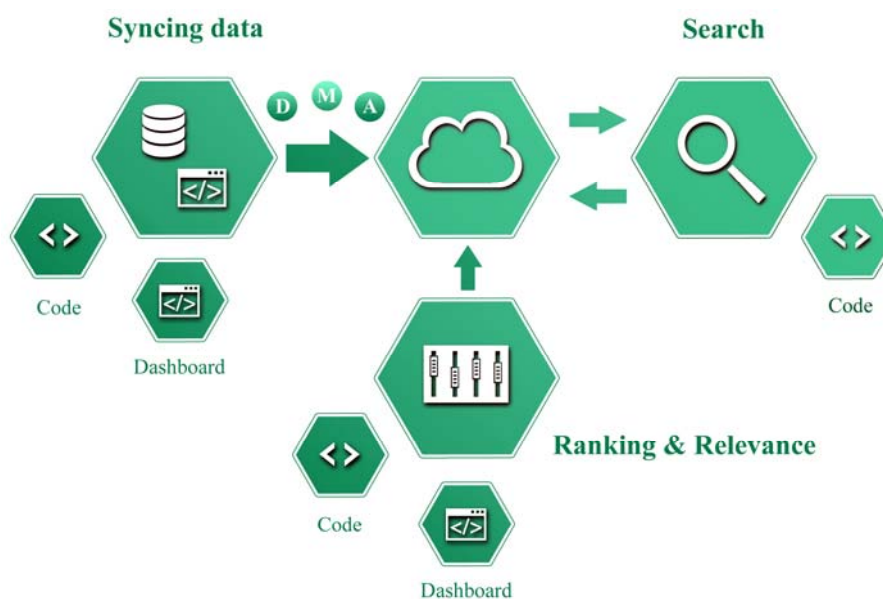 Syncing data
Search
D M A
</>
< >
Code
</>
Dashboard
< >
Code
Ranking & Relevance
< >
Code
</>
Dashboard